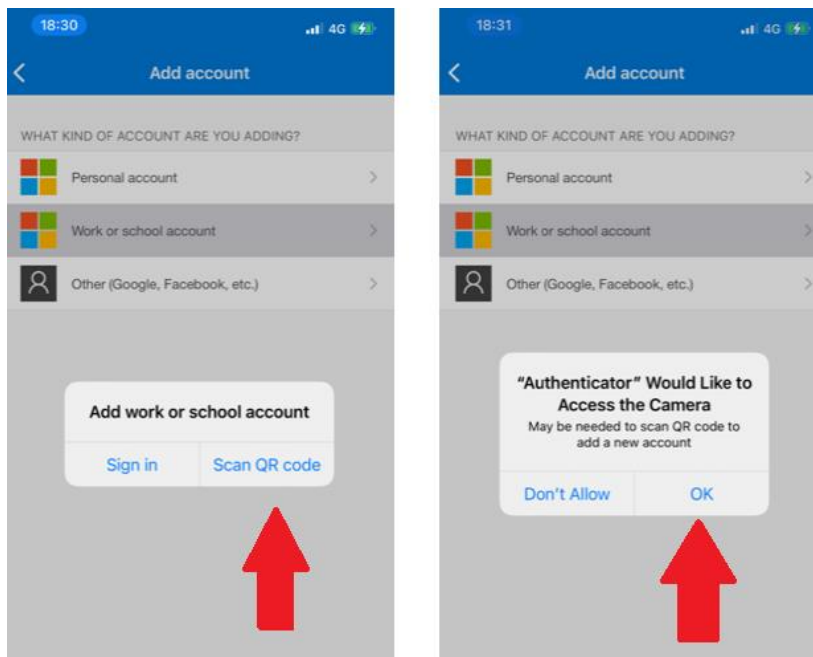 18:30
4G
Add account
WHAT KIND OF ACCOUNT ARE YOU ADDING?
Personal account
Work or school account
Other (Google, Facebook, etc.)
Add work or school account
Sign in
Scan QR code
18:31
4G
Add account
WHAT KIND OF ACCOUNT ARE YOU ADDING?
Personal account
Work or school account
Other (Google, Facebook, etc.)
“Authenticator” Would Like to
Access the Camera
May be needed to scan QR code to
add a new account
Don’t Allow
OK